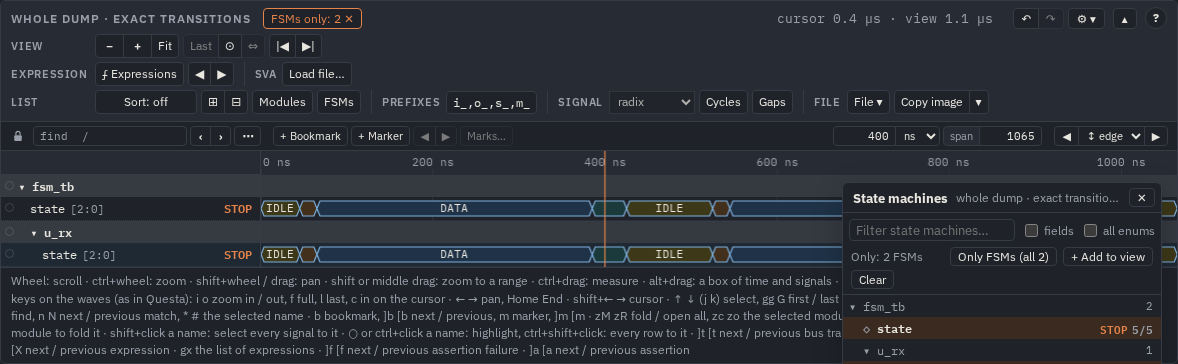 WHOLE DUMP · EXACT TRANSITIONS FSMs only: 2 × cursor 0.4 µs · view 1.1 µs ↶ ↷ ⚙ ▾ ▴ ?
VIEW − + Fit Last ⊙ ⇔ |◀ ▶|
EXPRESSION ⨍ Expressions ◀ ▶ SVA Load file…
LIST Sort: off ⊞ ⊟ Modules FSMs PREFIXES i_,o_,s_,m_ SIGNAL radix Cycles Gaps FILE File ▾ Copy image ▾
find / ‹ › ⋯ + Bookmark + Marker ◀ ▶ Marks… 400 ns span 1065 ◀ ↕ edge ▶
0 ns 200 ns 400 ns 600 ns 800 ns 1000 ns
▾ fsm_tb
state [2:0] STOP IDLE DATA IDLE
▾ u_rx
state [2:0] STOP IDLE DATA IDLE
State machines whole dump · exact transitio… ×
Filter state machines… fields all enums
Only: 2 FSMs Only FSMs (all 2) + Add to view
Clear
▾ fsm_tb 2
◇ state STOP 5/5
▾ u_rx 1
Wheel: scroll · ctrl+wheel: zoom · shift+wheel / drag: pan · shift or middle drag: zoom to a range · ctrl+drag: measure · alt+drag: a box of time and signals ·
keys on the waves (as in Questa): i o zoom in / out, f full, l last, c in on the cursor · ←→ pan, Home End · shift+←→ cursor · ↑ ↓ (j k) select, gg G first / last
find, n N next / previous match, * # the selected name · b bookmark, ]b [b next / previous, m marker, ]m [m · zM zR fold / open all, zc zo the selected modu
module to fold it · shift+click a name: select every signal to it · ○ or ctrl+click a name: highlight, ctrl+shift+click: every row to it · ]t [t next / previous bus tra
[X next / previous expression · gx the list of expressions · ]f [f next / previous assertion failure · ]a [a next / previous assertion